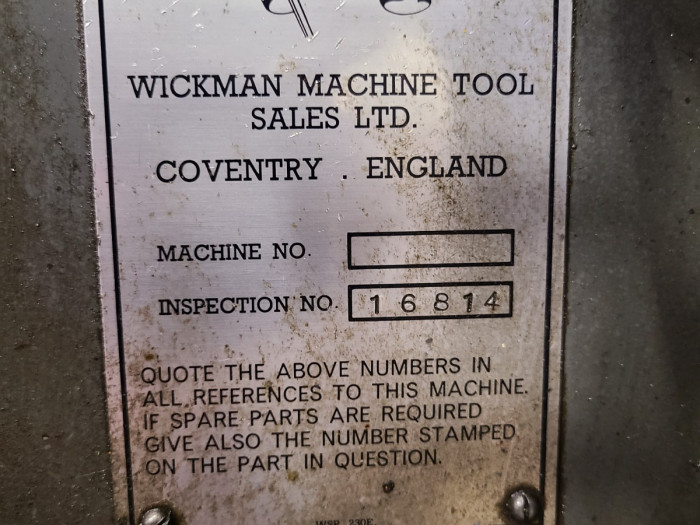 WICKMAN MACHINE TOOL
SALES LTD.
COVENTRY . ENGLAND
MACHINE NO.
INSPECTION NO. 16814
QUOTE THE ABOVE NUMBERS IN
ALL REFERENCES TO THIS MACHINE.
IF SPARE PARTS ARE REQUIRED
GIVE ALSO THE NUMBER STAMPED
ON THE PART IN QUESTION.